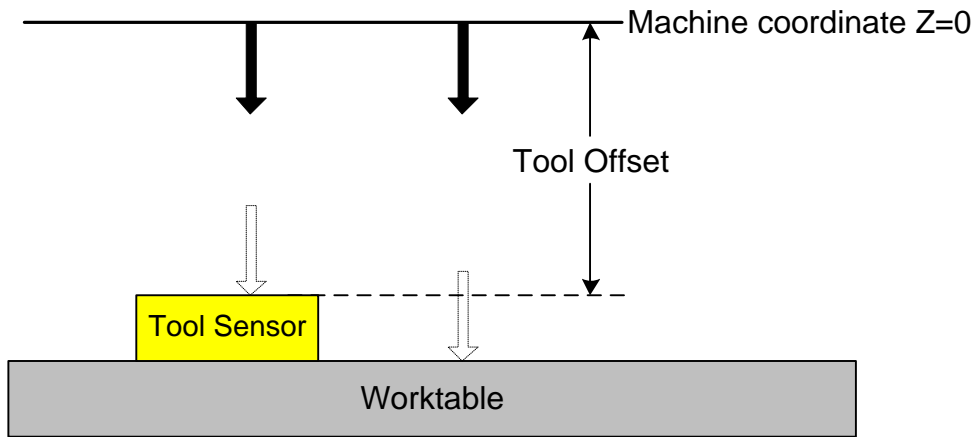 Machine coordinate Z=0
Tool Offset
Tool Sensor
Worktable